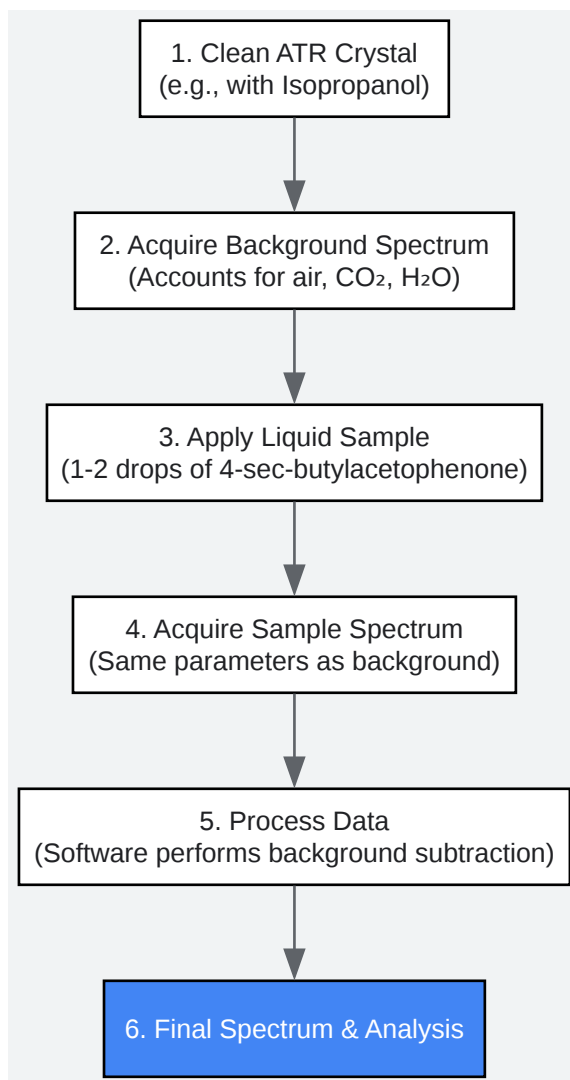 1. Clean ATR Crystal
(e.g., with Isopropanol)
2. Acquire Background Spectrum
(Accounts for air, CO₂, H₂O)
3. Apply Liquid Sample
(1-2 drops of 4-sec-butylacetophenone)
4. Acquire Sample Spectrum
(Same parameters as background)
5. Process Data
(Software performs background subtraction)
6. Final Spectrum & Analysis